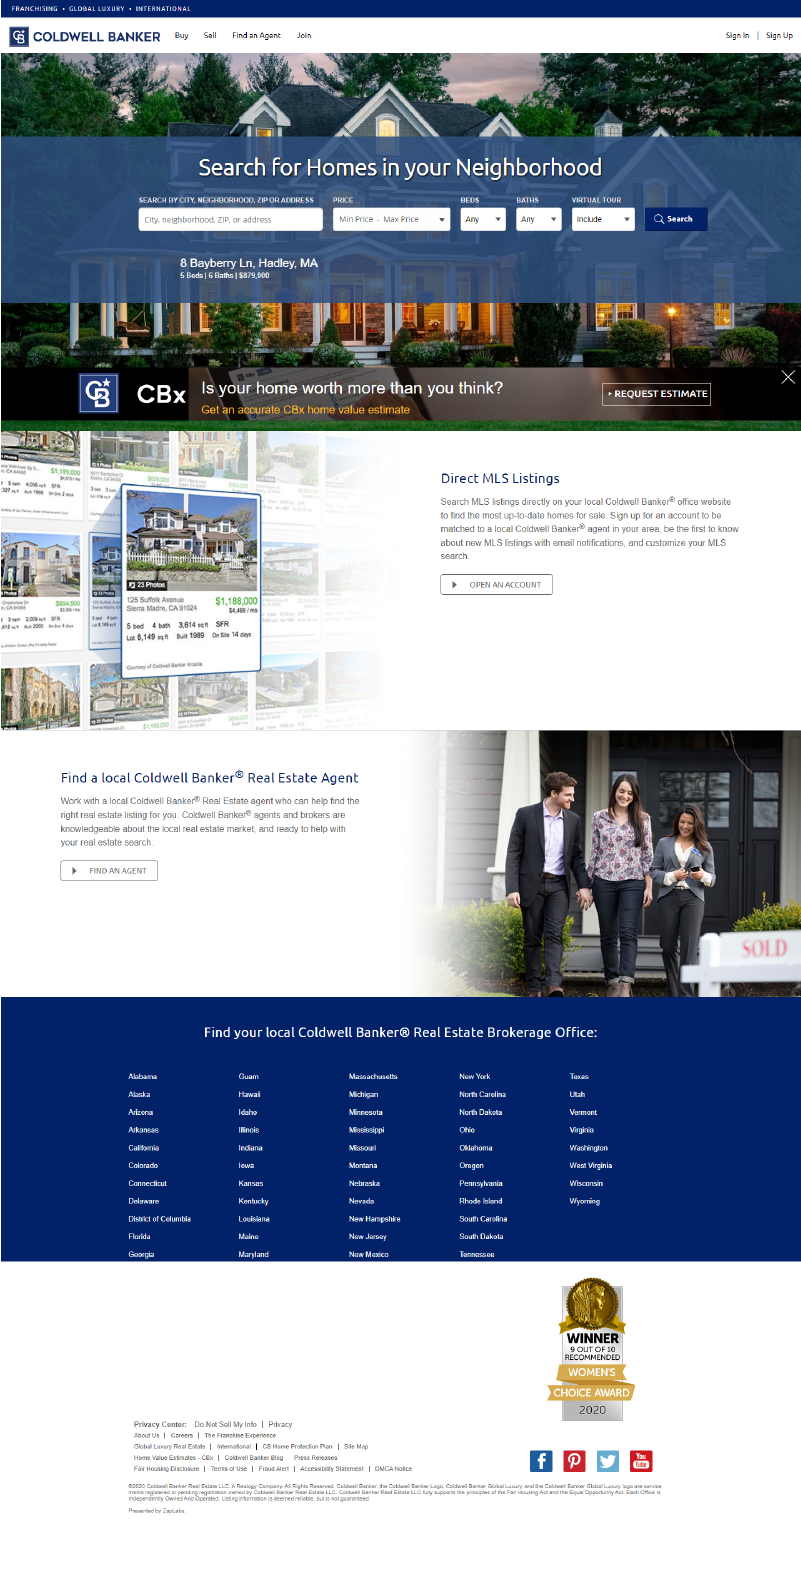 FRANCHISING • GLOBAL LUXURY • INTERNATIONAL
CB COLDWELL BANKER Buy Sell Find an Agent Join Sign In | Sign Up
Search for Homes in your Neighborhood
SEARCH BY CITY, NEIGHBORHOOD, ZIP OR ADDRESS PRICE BEDS BATHS VIRTUAL TOUR
City, neighborhood, ZIP, or address Min Price - Max Price Any Any Include Search
8 Bayberry Ln, Hadley, MA
5 Beds | 6 Baths | $879,000
CB CBx Is your home worth more than you think?
Get an accurate CBx home value estimate
REQUEST ESTIMATE
Direct MLS Listings
Search MLS listings directly on your local Coldwell Banker® office website
to find the most up-to-date homes for sale. Sign up for an account to be
matched to a local Coldwell Banker® agent in your area, be the first to know
about new MLS listings with email notifications, and customize your MLS
search.
OPEN AN ACCOUNT
$1,195,000
23 Photos
125 Suffolk Avenue $1,188,000
Sierra Madre, CA 91024 $4,469 / mo
5 bed 4 bath 3,614 sq ft SFR
Lot 8,149 sq ft Built 1989 On Site 14 days
Courtesy of Coldwell Banker Arcadia
$854,900
Find a local Coldwell Banker® Real Estate Agent
Work with a local Coldwell Banker® Real Estate agent who can help find the
right real estate listing for you. Coldwell Banker® agents and brokers are
knowledgeable about the local real estate market, and ready to help with
your real estate search.
FIND AN AGENT
SOLD
Find your local Coldwell Banker® Real Estate Brokerage Office:
Alabama Guam Massachusetts New York Texas
Alaska Hawaii Michigan North Carolina Utah
Arizona Idaho Minnesota North Dakota Vermont
Arkansas Illinois Mississippi Ohio Virginia
California Indiana Missouri Oklahoma Washington
Colorado Iowa Montana Oregon West Virginia
Connecticut Kansas Nebraska Pennsylvania Wisconsin
Delaware Kentucky Nevada Rhode Island Wyoming
District of Columbia Louisiana New Hampshire South Carolina
Florida Maine New Jersey South Dakota
Georgia Maryland New Mexico Tennessee
WINNER
9 OUT OF 10
RECOMMENDED
WOMEN'S
CHOICE AWARD
2020
Privacy Center: Do Not Sell My Info | Privacy
About Us | Careers | The Franchise Experience
Global Luxury Real Estate | International | CB Home Protection Plan | Site Map
Home Value Estimates - CBx | Coldwell Banker Blog Press Releases
Fair Housing Disclosure | Terms of Use | Fraud Alert | Accessibility Statement | DMCA Notice
f You Tube
©2020 Coldwell Banker Real Estate LLC. A Realogy Company. All Rights Reserved. Coldwell Banker, the Coldwell Banker Logo, Coldwell Banker Global Luxury, and the Coldwell Banker Global Luxury logo are service
marks registered or pending registration owned by Coldwell Banker Real Estate LLC. Coldwell Banker Real Estate LLC fully supports the principles of the Fair Housing Act and the Equal Opportunity Act. Each Office is
Independently Owned And Operated. Listing information is deemed reliable, but is not guaranteed.
Presented by ZapLabs.